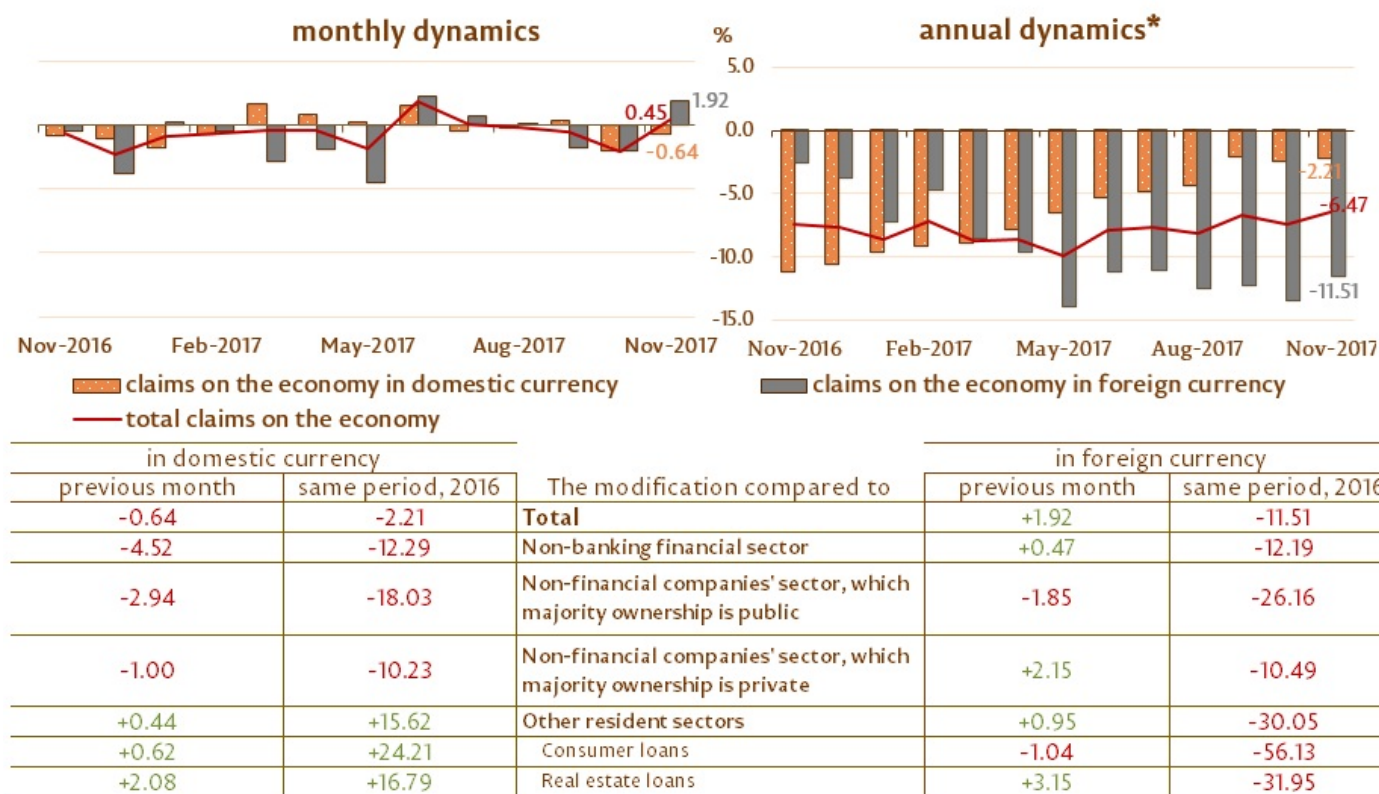 monthly dynamics
%
annual dynamics*
5.0
0.0
-5.0
-10.0
-15.0
0.45
1.92
-0.64
-2.21
-6.47
-11.51
Nov-2016 Feb-2017 May-2017 Aug-2017 Nov-2017
Nov-2016 Feb-2017 May-2017 Aug-2017 Nov-2017
claims on the economy in domestic currency
claims on the economy in foreign currency
total claims on the economy
in domestic currency in foreign currency
previous month same period, 2016 The modification compared to previous month same period, 2016
-0.64 -2.21 Total +1.92 -11.51
-4.52 -12.29 Non-banking financial sector +0.47 -12.19
-2.94 -18.03 Non-financial companies' sector, which
majority ownership is public -1.85 -26.16
-1.00 -10.23 Non-financial companies' sector, which
majority ownership is private +2.15 -10.49
+0.44 +15.62 Other resident sectors +0.95 -30.05
+0.62 +24.21 Consumer loans -1.04 -56.13
+2.08 +16.79 Real estate loans +3.15 -31.95